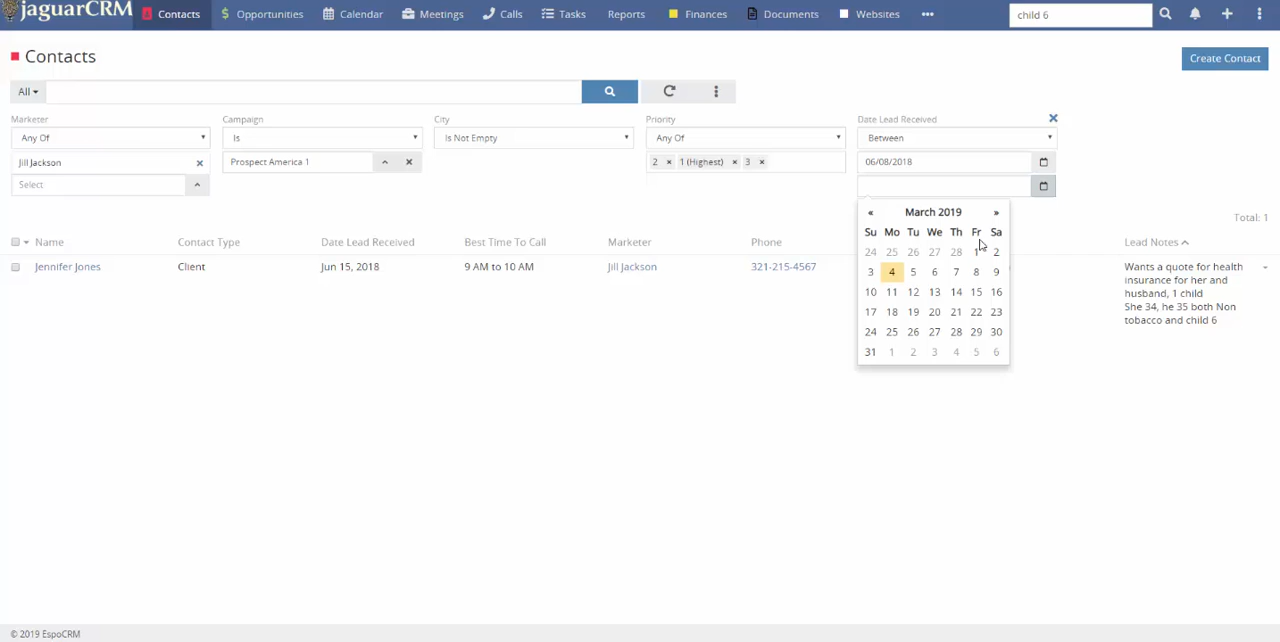 jaguarCRM Contacts $ Opportunities Calendar Meetings Calls Tasks Reports Finances Documents Websites ••• child 6
Contacts
Create Contact
All
Marketer Campaign City Priority Date Lead Received
Any Of Is Is Not Empty Any Of Between
Jill Jackson × Prospect America 1 × 2 × 1 (Highest) × 3 × 06/08/2018
Select
« March 2019 »
Total: 1
Su Mo Tu We Th Fr Sa
Name Contact Type Date Lead Received Best Time To Call Marketer Phone Lead Notes
24 25 26 27 28 1 2
Jennifer Jones Client Jun 15, 2018 9 AM to 10 AM Jill Jackson 321-215-4567
Wants a quote for health
insurance for her and
husband, 1 child
She 34, he 35 both Non
tobacco and child 6
3 4 5 6 7 8 9
10 11 12 13 14 15 16
17 18 19 20 21 22 23
24 25 26 27 28 29 30
31 1 2 3 4 5 6
© 2019 EspoCRM